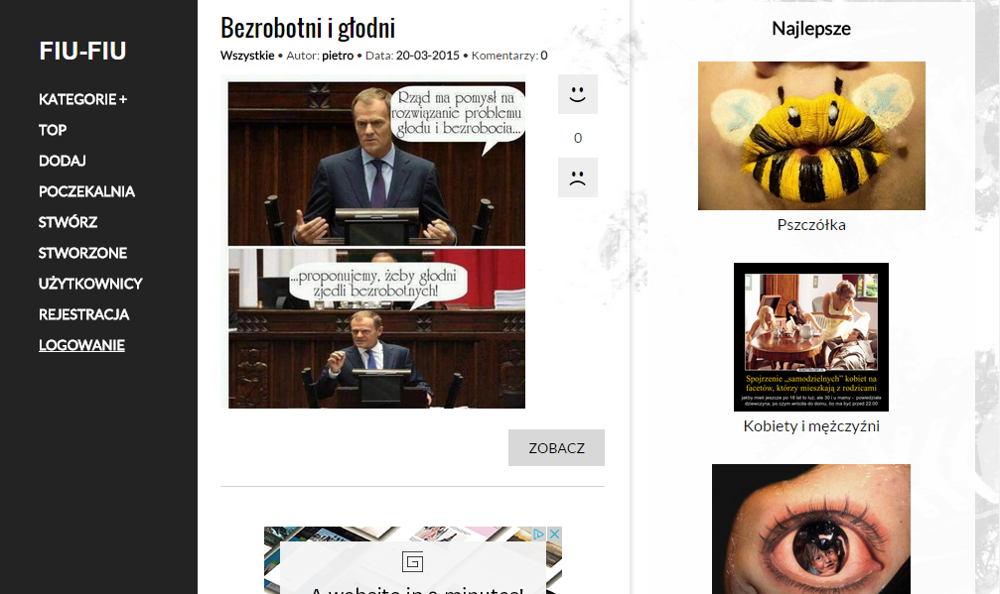 FIU-FIU
KATEGORIE +
TOP
DODAJ
POCZEKALNIA
STWÓRZ
STWORZONE
UŻYTKOWNICY
REJESTRACJA
LOGOWANIE
Bezrobotni i głodni
Wszystkie • Autor: pietro • Data: 20-03-2015 • Komentarzy: 0
Rząd ma pomysł na
rozwiązanie problemu
głodu i bezrobocia...
...proponujemy, żeby głodni
zjedli bezrobotnych!
0
ZOBACZ
A website in 2 minutes!
Najlepsze
Pszczółka
Spojrzenie „samodzielnych” kobiet na
facetów, którzy mieszkają z rodzicami
jakby mieli jeszcze po 18 lat to luz, ale 30 i u mamy - powiedziała
dziewczyna, po czym wróciła do domu, bo ma być przed 22.00
Kobiety i mężczyźni